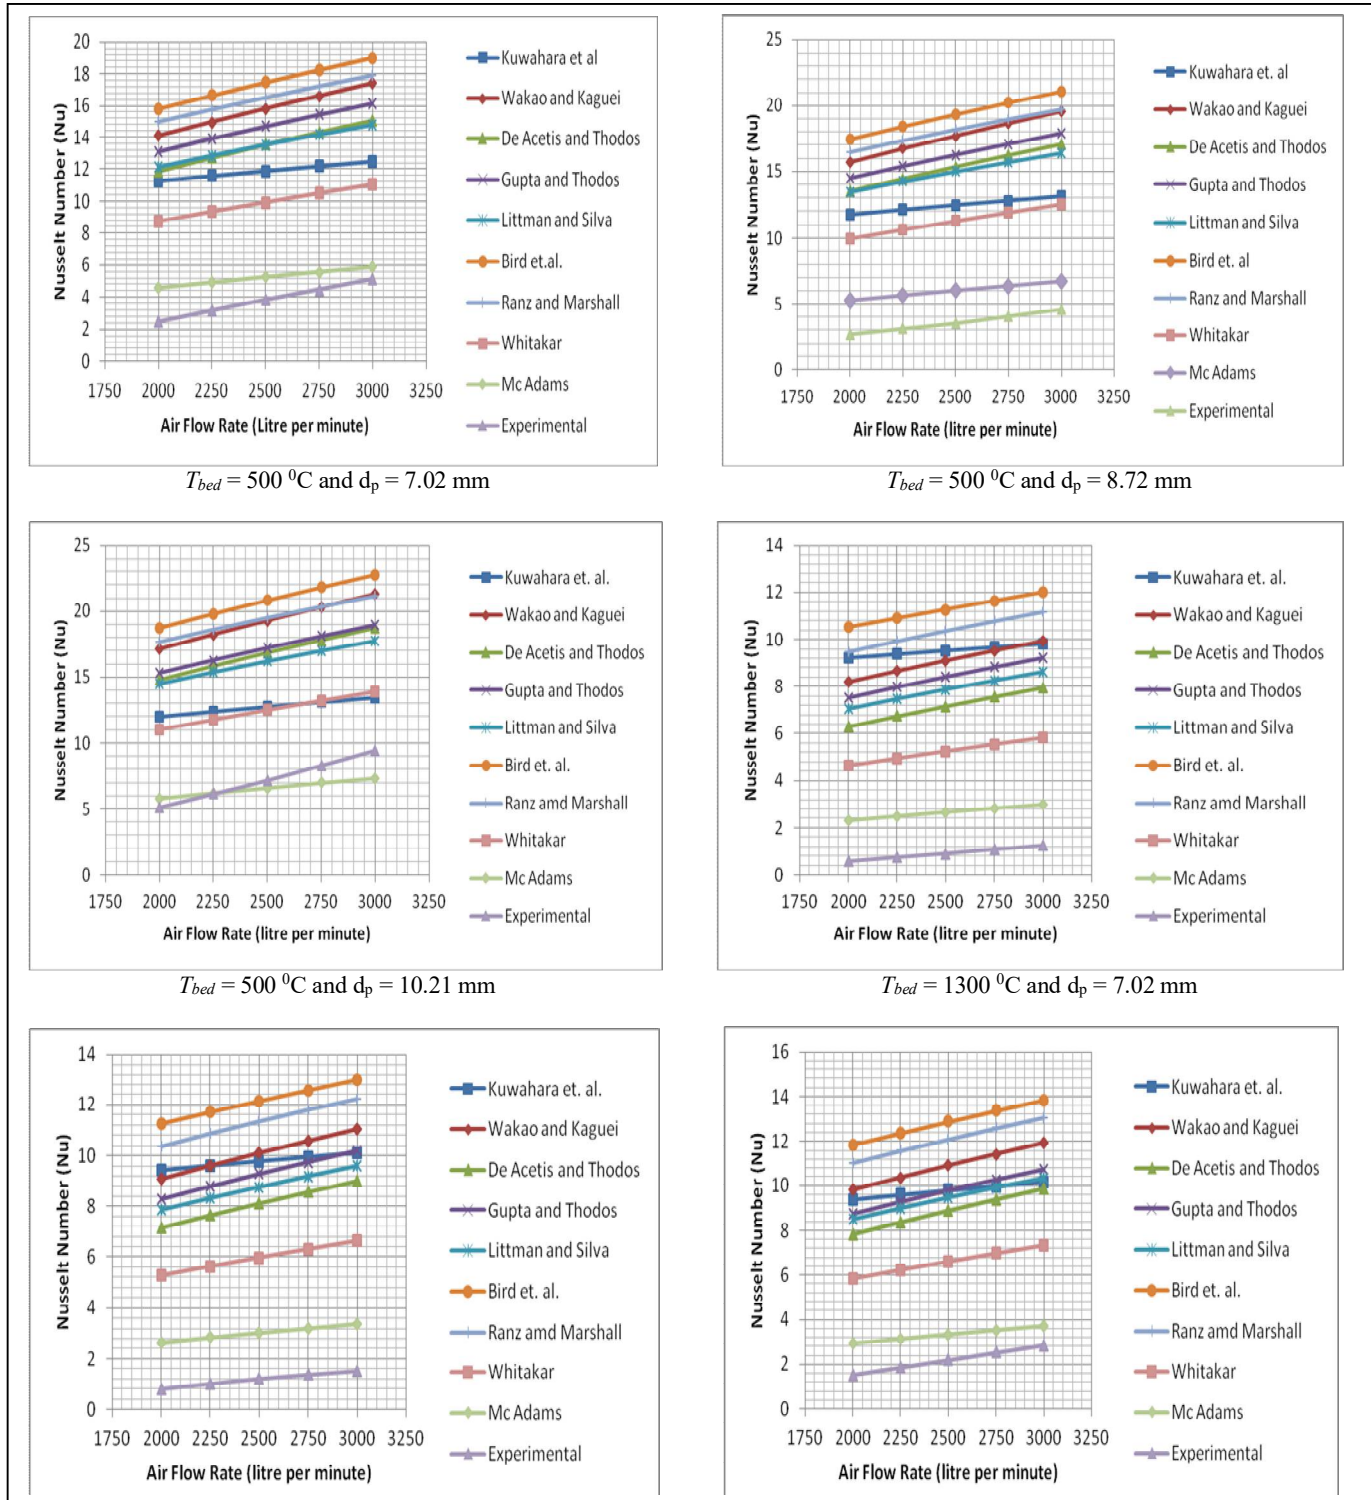 20
18
16
14
12
10
8
6
4
2
0
Nusselt Number (Nu)
1750 2000 2250 2500 2750 3000 3250
Air Flow Rate (Litre per minute)
Kuwahara et al
Wakao and Kaguei
De Acetis and Thodos
Gupta and Thodos
Littman and Silva
Bird et.al.
Ranz and Marshall
Whitakar
Mc Adams
Experimental
T_bed = 500 ⁰C and dₚ = 7.02 mm
25
20
15
10
5
0
Nusselt Number (Nu)
1750 2000 2250 2500 2750 3000 3250
Air Flow Rate (litre per minute)
Kuwahara et. al
Wakao and Kaguei
De Acetis and Thodos
Gupta and Thodos
Littman and Silva
Bird et. al
Ranz and Marshall
Whitakar
Mc Adams
Experimental
T_bed = 500 ⁰C and dₚ = 8.72 mm
25
20
15
10
5
0
Nusselt Number (Nu)
1750 2000 2250 2500 2750 3000 3250
Air Flow Rate (litre per minute)
Kuwahara et. al.
Wakao and Kaguei
De Acetis and Thodos
Gupta and Thodos
Littman and Silva
Bird et. al.
Ranz amd Marshall
Whitakar
Mc Adams
Experimental
T_bed = 500 ⁰C and dₚ = 10.21 mm
14
12
10
8
6
4
2
0
Nusselt Number (Nu)
1750 2000 2250 2500 2750 3000 3250
Air Flow Rate (litre per minute)
Kuwahara et. al.
Wakao and Kaguei
De Acetis and Thodos
Gupta and Thodos
Littman and Silva
Bird et. al.
Ranz amd Marshall
Whitakar
Mc Adams
Experimental
T_bed = 1300 ⁰C and dₚ = 7.02 mm
14
12
10
8
6
4
2
0
Nusselt Number (Nu)
1750 2000 2250 2500 2750 3000 3250
Air Flow Rate (litre per minute)
Kuwahara et. al.
Wakao and Kaguei
De Acetis and Thodos
Gupta and Thodos
Littman and Silva
Bird et. al.
Ranz amd Marshall
Whitakar
Mc Adams
Experimental
16
14
12
10
8
6
4
2
0
Nusselt Number (Nu)
1750 2000 2250 2500 2750 3000 3250
Air Flow Rate (litre per minute)
Kuwahara et. al.
Wakao and Kaguei
De Acetis and Thodos
Gupta and Thodos
Littman and Silva
Bird et. al.
Ranz amd Marshall
Whitakar
Mc Adams
Experimental